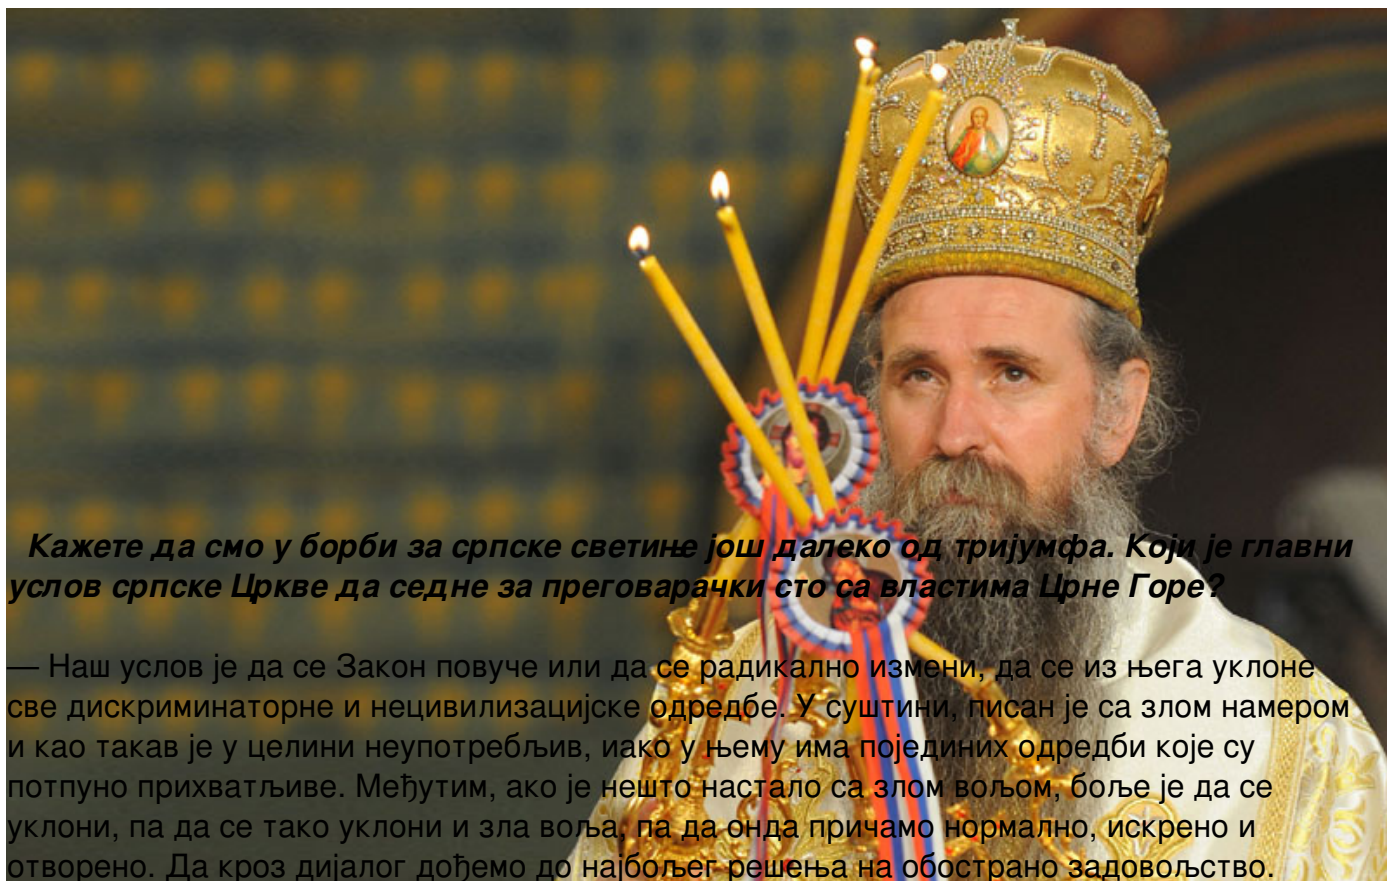 Кажете да смо у борби за српске светиње још далеко од тријумфа. Који је главни
услов српске Цркве да седне за преговарачки сто са властима Црне Горе?
— Наш услов је да се Закон повуче или да се радикално измени, да се из њега уклоне
све дискриминаторне и нецивилизацијске одредбе. У суштини, писан је са злом намером
и као такав је у целини неупотребљив, иако у њему има појединих одредби које су
потпуно прихватљиве. Међутим, ако је нешто настало са злом вољом, боље је да се
уклони, па да се тако уклони и зла воља, па да онда причамо нормално, искрено и
отворено. Да кроз дијалог дођемо до најбољег решења на обострано задовољство.